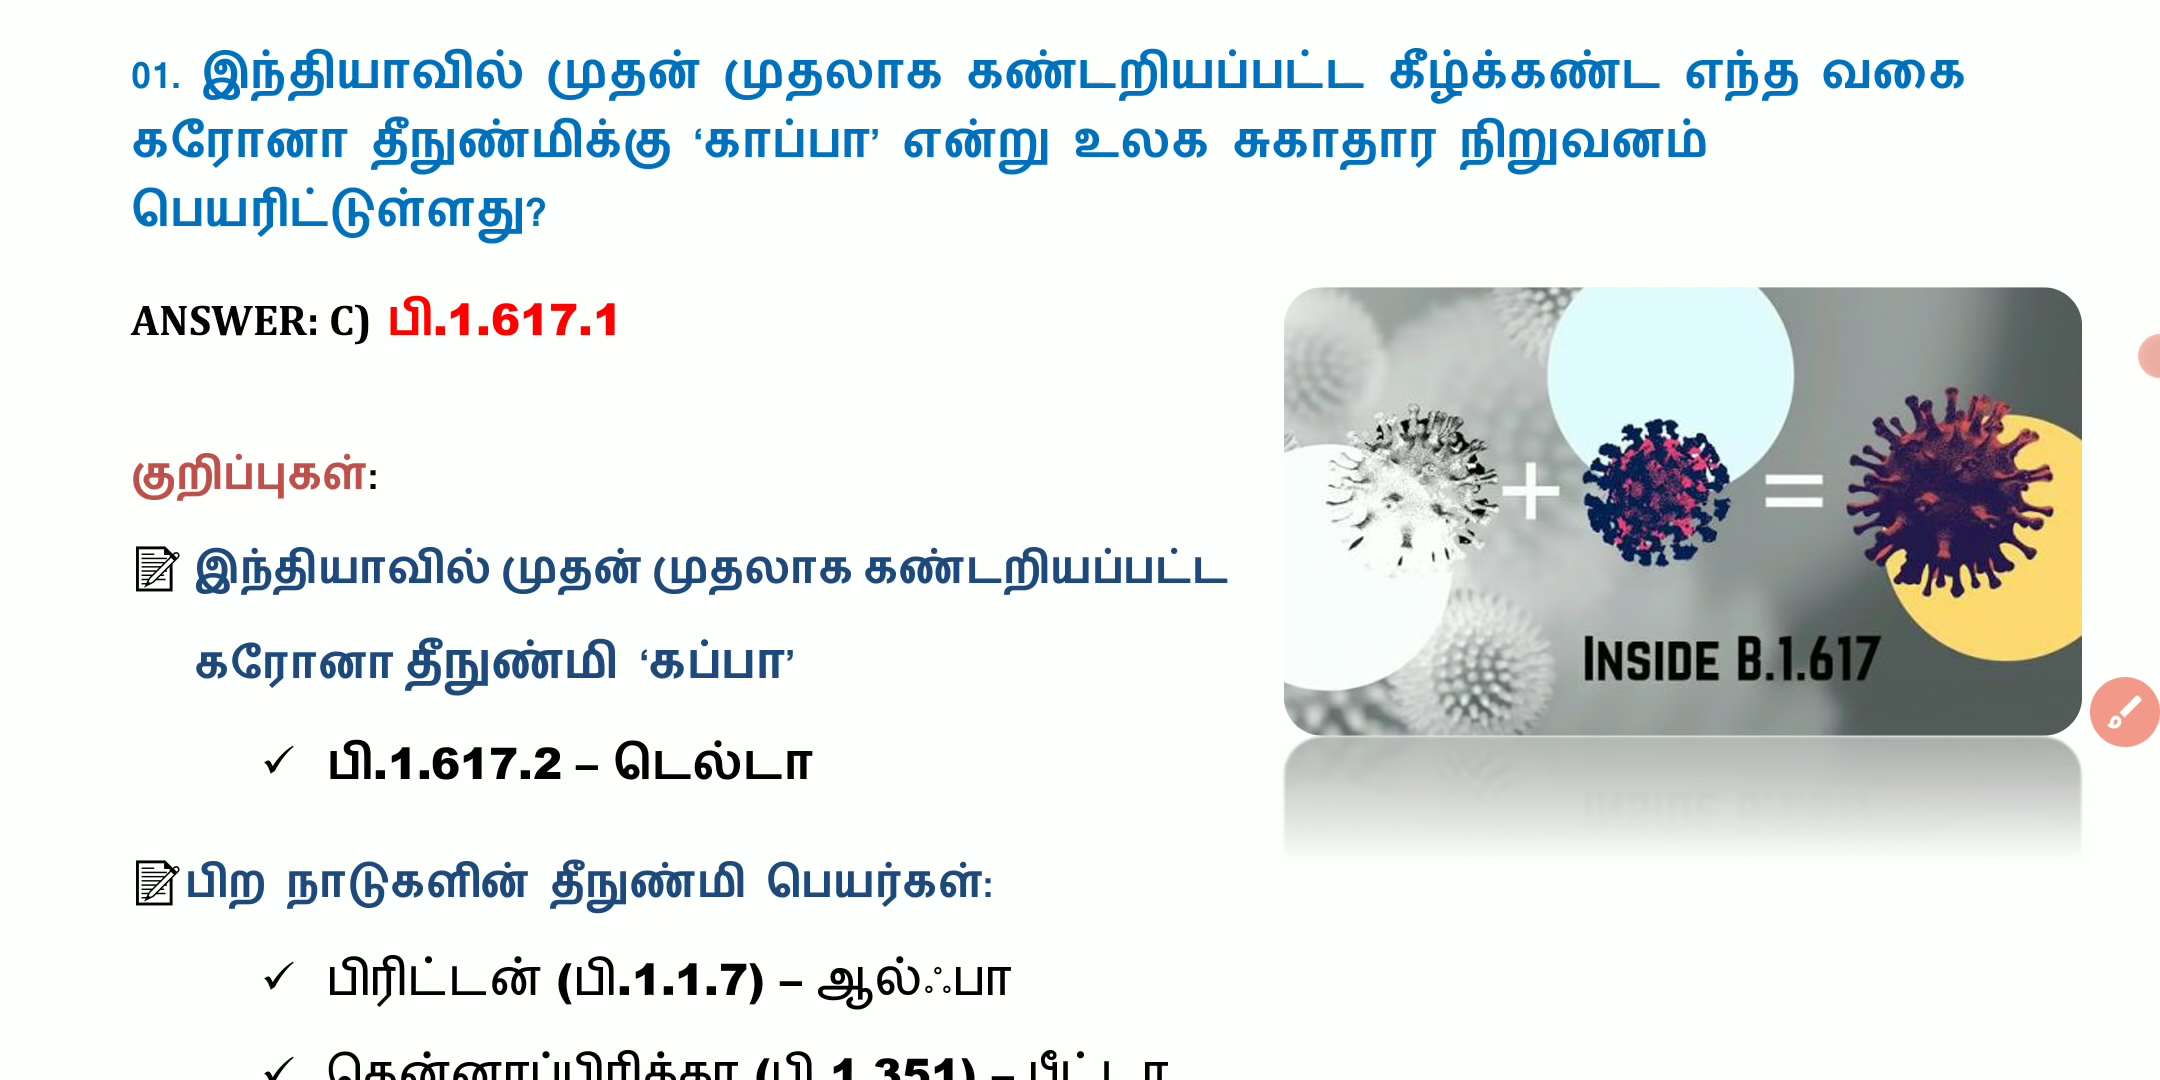 01. இந்தியாவில் முதன் முதலாக கண்டறியப்பட்ட கீழ்க்கண்ட எந்த வகை
கரோனா தீநுண்மிக்கு ‘காப்பா’ என்று உலக சுகாதார நிறுவனம்
பெயரிட்டுள்ளது?
ANSWER: C) பி.1.617.1
குறிப்புகள்:
இந்தியாவில் முதன் முதலாக கண்டறியப்பட்ட
கரோனா தீநுண்மி ‘கப்பா’
✓ பி.1.617.2 – டெல்டா
பிற நாடுகளின் தீநுண்மி பெயர்கள்:
✓ பிரிட்டன் (பி.1.1.7) – ஆல்ஃபா
✓ தென்னாப்பிரிக்கா (பி.1.351) – பீட்டா
+ =
INSIDE B.1.617